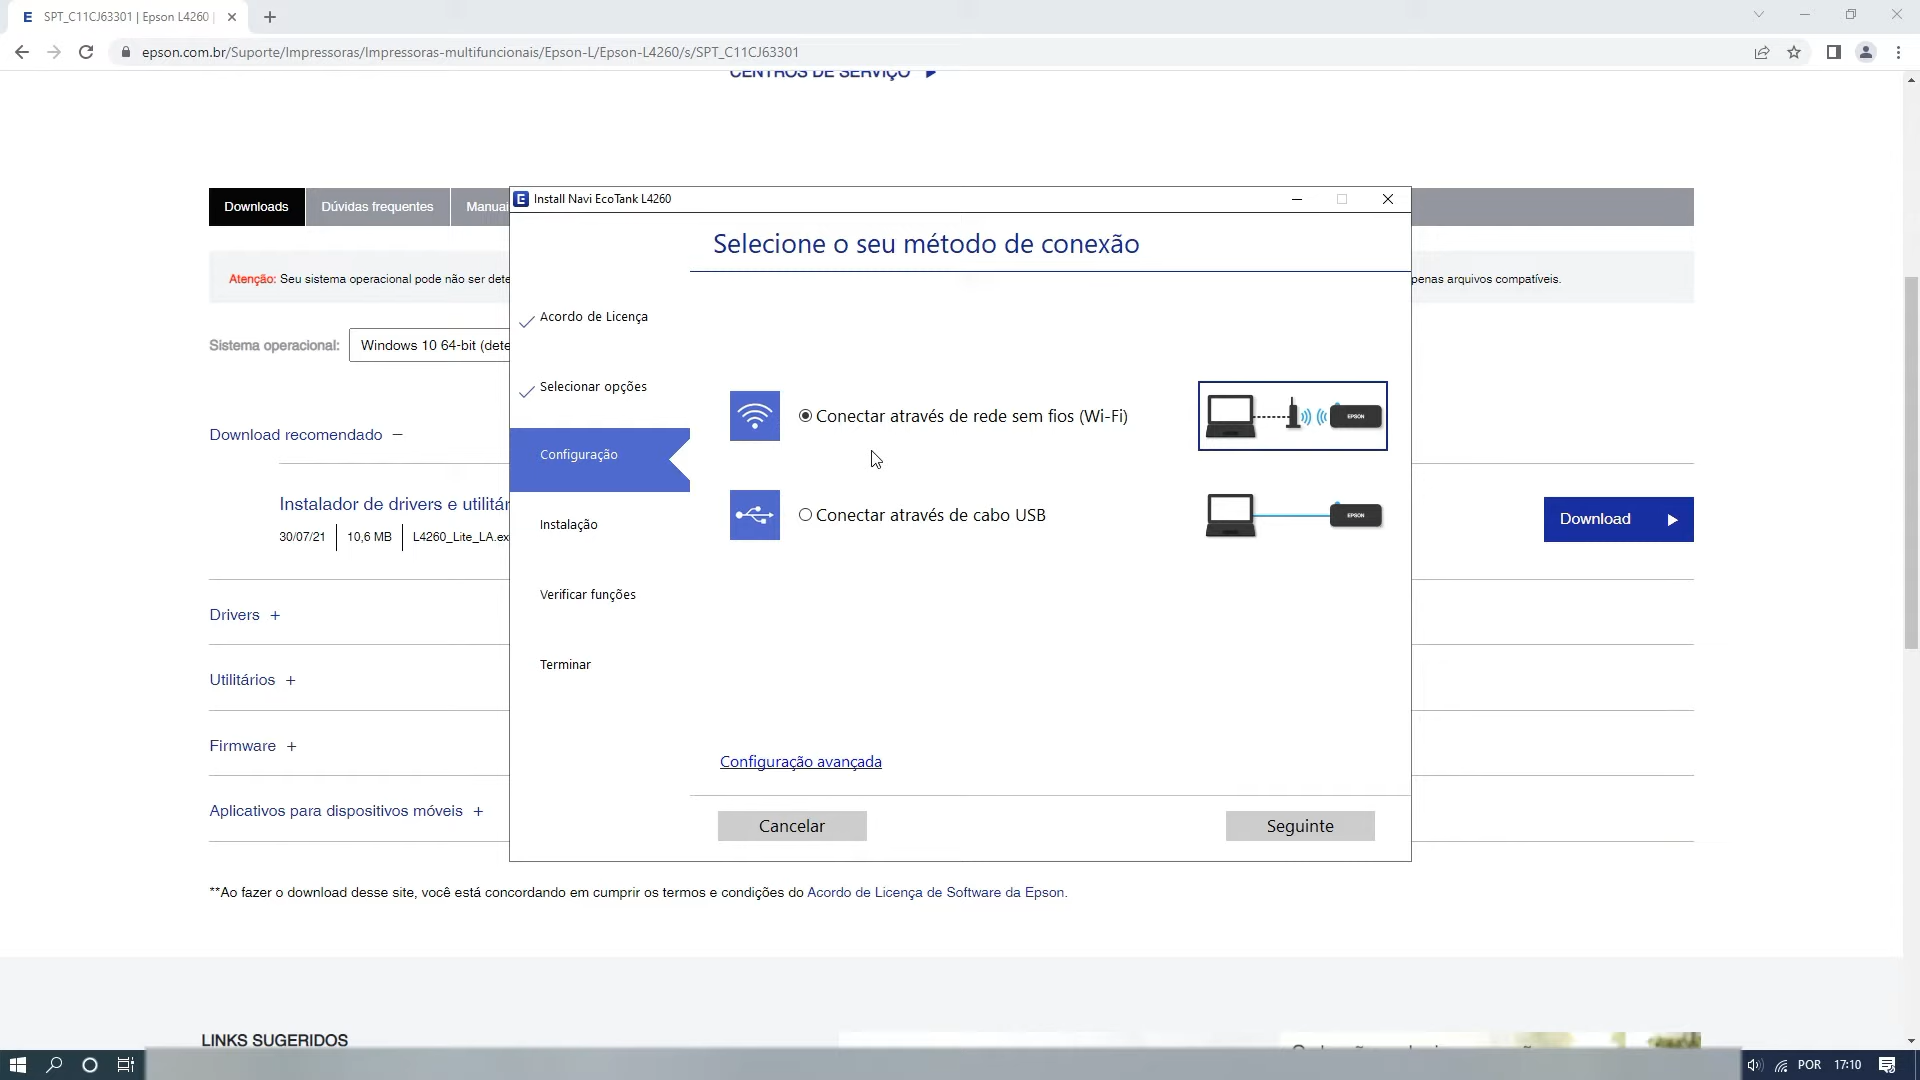 SPT_C11CJ63301 | Epson L4260 |
epson.com.br/Suporte/Impressoras/Impressoras-multifuncionais/Epson-L/Epson-L4260/s/SPT_C11CJ63301
CENTROS DE SERVIÇO
Downloads
Dúvidas frequentes
Manuai
Install Navi EcoTank L4260
Selecione o seu método de conexão
Atenção: Seu sistema operacional pode não ser dete
penas arquivos compatíveis.
Acordo de Licença
Sistema operacional:
Windows 10 64-bit (dete
Selecionar opções
Conectar através de rede sem fios (Wi-Fi)
EPSON
Download recomendado –
Configuração
Instalador de drivers e utilitár
Conectar através de cabo USB
EPSON
Download
Instalação
30/07/21
10,6 MB
L4260_Lite_LA.ex
Verificar funções
Drivers +
Terminar
Utilitários +
Firmware +
Configuração avançada
Aplicativos para dispositivos móveis +
Cancelar
Seguinte
**Ao fazer o download desse site, você está concordando em cumprir os termos e condições do Acordo de Licença de Software da Epson.
LINKS SUGERIDOS
POR
17:10